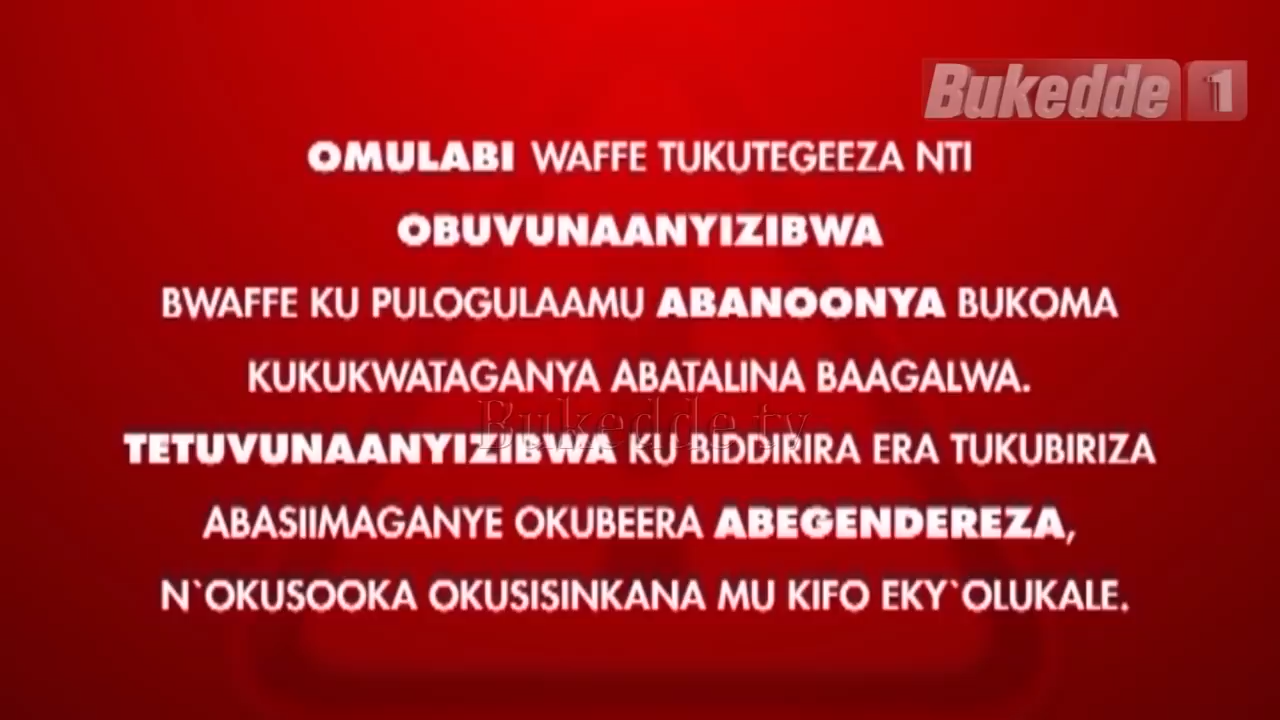 Bukedde 1
OMULABI WAFFE TUKUTEGEEZA NTI
OBUVUNAANYIZIBWA
BWAFFE KU PULOGULAAMU ABANOONYA BUKOMA
KUKUKWATAGANYA ABATALINA BAAGALWA.
Bukedde tv
TETUVUNAANYIZIBWA KU BIDDIRIRA ERA TUKUBIRIZA
ABASIIMAGANYE OKUBEERA ABEGENDEREZA,
N`OKUSOOKA OKUSISINKANA MU KIFO EKY`OLUKALE.